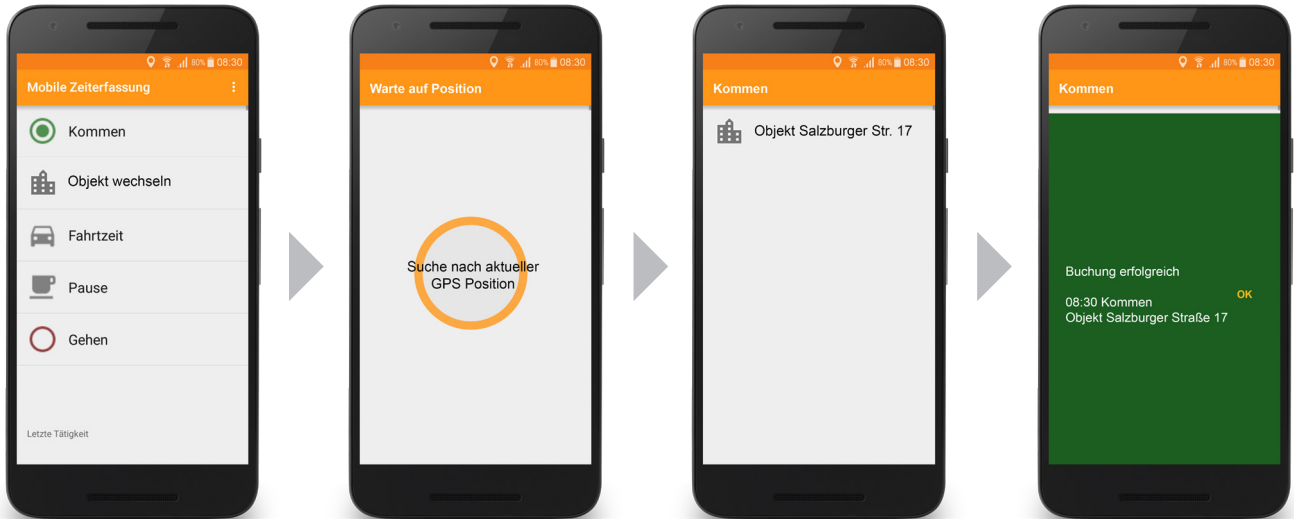 80% 08:30
Mobile Zeiterfassung
Kommen
Objekt wechseln
Fahrtzeit
Pause
Gehen
Letzte Tätigkeit
80% 08:30
Warte auf Position
Suche nach aktueller
GPS Position
80% 08:30
Kommen
Objekt Salzburger Str. 17
80% 08:30
Kommen
Buchung erfolgreich
OK
08:30 Kommen
Objekt Salzburger Straße 17